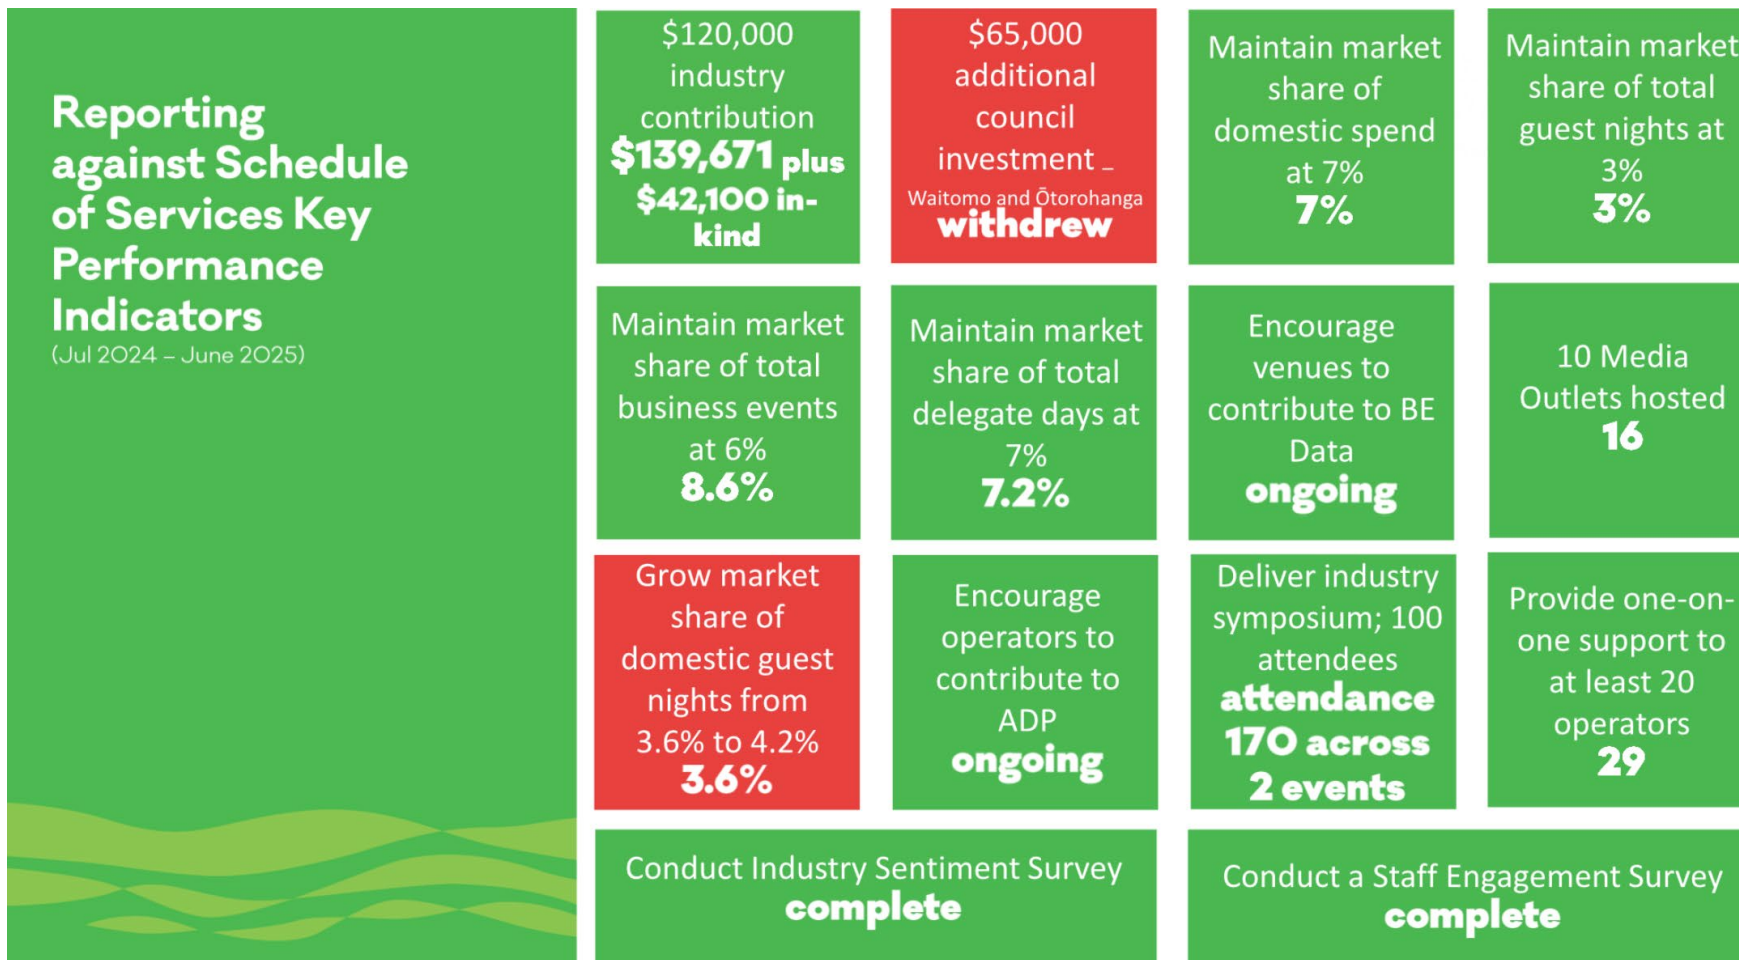 Reporting
against Schedule
of Services Key
Performance
Indicators
(Jul 2024 – June 2025)
$120,000
industry
contribution
$139,671 plus
$42,100 in-
kind
$65,000
additional
council
investment _
Waitomo and Ōtorohanga
withdrew
Maintain market
share of
domestic spend
at 7%
7%
Maintain market
share of total
guest nights at
3%
3%
Maintain market
share of total
business events
at 6%
8.6%
Maintain market
share of total
delegate days at
7%
7.2%
Encourage
venues to
contribute to BE
Data
ongoing
10 Media
Outlets hosted
16
Grow market
share of
domestic guest
nights from
3.6% to 4.2%
3.6%
Encourage
operators to
contribute to
ADP
ongoing
Deliver industry
symposium; 100
attendees
attendance
170 across
2 events
Provide one-on-
one support to
at least 20
operators
29
Conduct Industry Sentiment Survey
complete
Conduct a Staff Engagement Survey
complete